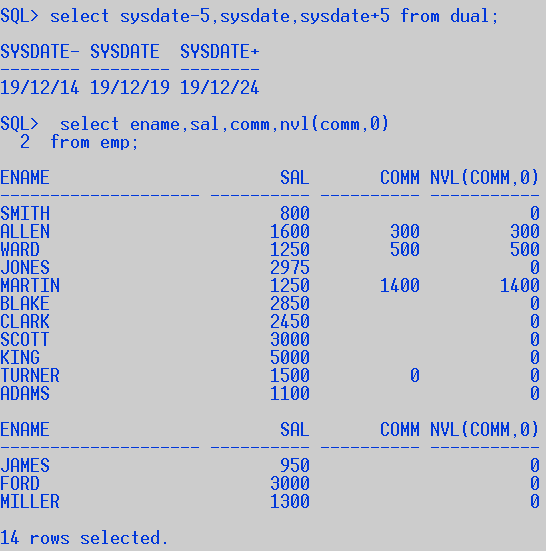 SQL> select sysdate-5,sysdate,sysdate+5 from dual;
SYSDATE- SYSDATE  SYSDATE+
-------- -------- --------
19/12/14 19/12/19 19/12/24
SQL>  select ename,sal,comm,nvl(comm,0)
  2  from emp;
ENAME                       SAL       COMM NVL(COMM,0)
-------------------- ---------- ---------- -----------
SMITH                       800                      0
ALLEN                      1600        300         300
WARD                       1250        500         500
JONES                      2975                      0
MARTIN                     1250       1400        1400
BLAKE                      2850                      0
CLARK                      2450                      0
SCOTT                      3000                      0
KING                       5000                      0
TURNER                     1500          0           0
ADAMS                      1100                      0
ENAME                       SAL       COMM NVL(COMM,0)
-------------------- ---------- ---------- -----------
JAMES                       950                      0
FORD                       3000                      0
MILLER                     1300                      0
14 rows selected.